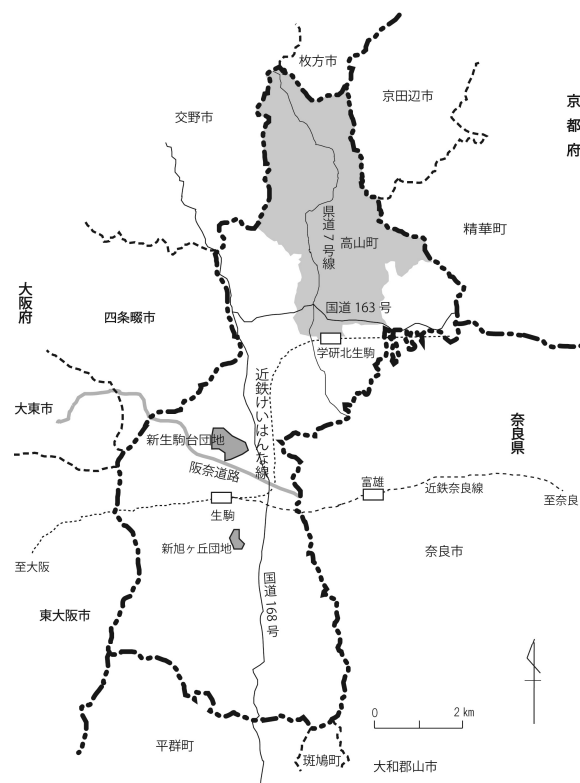 枚方市
京田辺市
京都府
交野市
県道7号線
精華町
高山町
大阪府
四条畷市
国道163号
学研北生駒
近鉄けいはんな線
大東市
新生駒台団地
奈良県
阪奈道路
富雄
近鉄奈良線
至奈良
生駒
新旭ヶ丘団地
奈良市
至大阪
国道168号
東大阪市
0
2 km
平群町
斑鳩町
大和郡山市